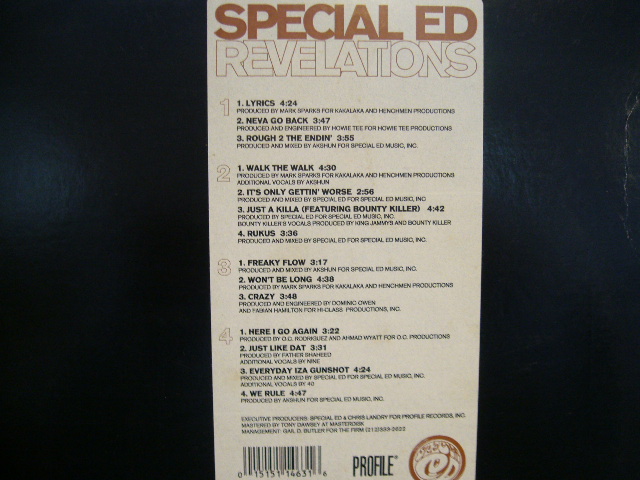 SPECIAL ED
REVELATIONS
1
1. LYRICS 4:24
PRODUCED BY MARK SPARKS FOR KAKALAKA AND HENCHMEN PRODUCTIONS
2. NEVA GO BACK 3:47
PRODUCED AND ENGINEERED BY HOWIE TEE FOR HOWIE TEE PRODUCTIONS
3. ROUGH 2 THE ENDIN' 3:55
PRODUCED AND MIXED BY AKSHUN FOR SPECIAL ED MUSIC, INC.
2
1. WALK THE WALK 4:30
PRODUCED BY MARK SPARKS FOR KAKALAKA AND HENCHMEN PRODUCTIONS
ADDITIONAL VOCALS BY AKSHUN
2. IT'S ONLY GETTIN' WORSE 2:56
PRODUCED AND MIXED BY SPECIAL ED FOR SPECIAL ED MUSIC, INC
3. JUST A KILLA (FEATURING BOUNTY KILLER) 4:42
PRODUCED BY SPECIAL ED FOR SPECIAL ED MUSIC, INC.
BOUNTY KILLER'S VOCALS PRODUCED BY KING JAMMYS AND BOUNTY KILLER
4. RUKUS 3:36
PRODUCED AND MIXED BY SPECIAL ED FOR SPECIAL ED MUSIC, INC.
3
1. FREAKY FLOW 3:17
PRODUCED AND MIXED BY AKSHUN FOR SPECIAL ED MUSIC, INC.
2. WON'T BE LONG 4:38
PRODUCED BY MARK SPARKS FOR KAKALAKA AND HENCHMEN PRODUCTIONS
3. CRAZY 3:48
PRODUCED AND ENGINEERED BY DOMINIC OWEN
AND FABIAN HAMILTON FOR HI-CLASS PRODUCTIONS, INC.
4
1. HERE I GO AGAIN 3:22
PRODUCED BY O.C. RODRIGUEZ AND AHMAD WYATT FOR O.C. PRODUCTIONS
2. JUST LIKE DAT 3:31
PRODUCED BY FATHER SHAHEED
ADDITIONAL VOCALS BY NINE
3. EVERYDAY IZA GUNSHOT 4:24
PRODUCED AND MIXED BY SPECIAL ED FOR SPECIAL ED MUSIC, INC.
ADDITIONAL VOCALS BY 40
4. WE RULE 4:47
PRODUCED BY AKSHUN FOR SPECIAL ED MUSIC, INC.
EXECUTIVE PRODUCERS: SPECIAL ED & CHRIS LANDRY FOR PROFILE RECORDS, INC.
MASTERED BY TONY DAWSEY AT MASTERDISK
MANAGEMENT: GAIL D. BUTLER FOR THE FIRM
0 15151 14631 6
PROFILE®